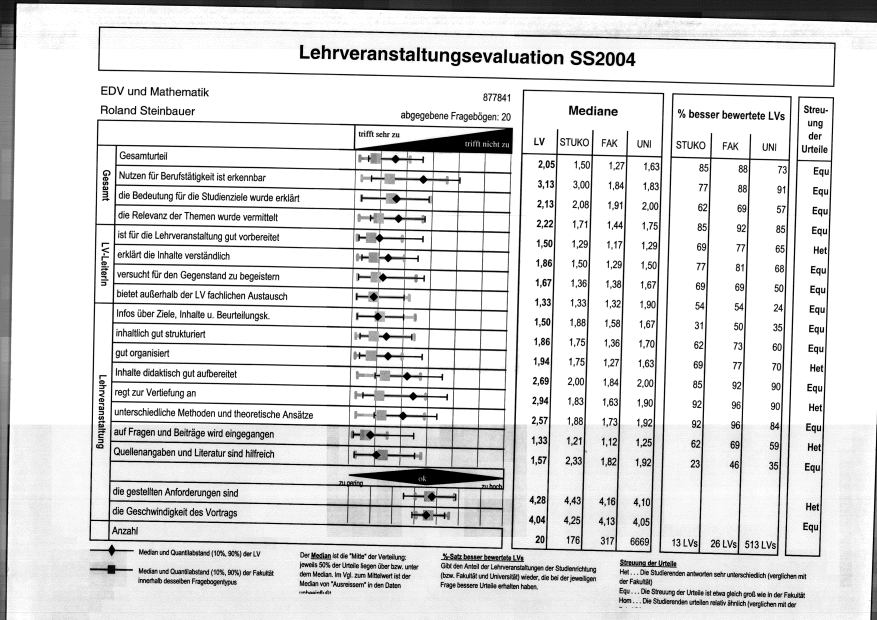 Lehrveranstaltungsevaluation SS2004
EDV und Mathematik
877841
Roland Steinbauer
abgegebene Fragebögen: 20
Mediane
% besser bewertete LVs
Streu-
ung
der
Urteile
trifft sehr zu
trifft nicht zu
LV STUKO FAK UNI STUKO FAK UNI
Gesamt
Gesamturteil 2,05 1,50 1,27 1,63 85 88 73 Equ
Nutzen für Berufstätigkeit ist erkennbar 3,13 3,00 1,84 1,83 77 88 91 Equ
die Bedeutung für die Studienziele wurde erklärt 2,13 2,08 1,91 2,00 62 69 57 Equ
die Relevanz der Themen wurde vermittelt 2,22 1,71 1,44 1,75 85 92 85 Equ
LV-LeiterIn
ist für die Lehrveranstaltung gut vorbereitet 1,50 1,29 1,17 1,29 69 77 65 Het
erklärt die Inhalte verständlich 1,86 1,50 1,29 1,50 77 81 68 Equ
versucht für den Gegenstand zu begeistern 1,67 1,36 1,38 1,67 69 69 50 Equ
bietet außerhalb der LV fachlichen Austausch 1,33 1,33 1,32 1,90 54 54 24 Equ
Lehrveranstaltung
Infos über Ziele, Inhalte u. Beurteilungsk. 1,50 1,88 1,58 1,67 31 50 35 Equ
inhaltlich gut strukturiert 1,86 1,75 1,36 1,70 62 73 60 Equ
gut organisiert 1,94 1,75 1,27 1,63 69 77 70 Het
Inhalte didaktisch gut aufbereitet 2,69 2,00 1,84 2,00 85 92 90 Equ
regt zur Vertiefung an 2,94 1,83 1,63 1,90 92 96 90 Het
unterschiedliche Methoden und theoretische Ansätze 2,57 1,88 1,73 1,92 92 96 84 Equ
auf Fragen und Beiträge wird eingegangen 1,33 1,21 1,12 1,25 62 69 59 Het
Quellenangaben und Literatur sind hilfreich 1,57 2,33 1,82 1,92 23 46 35 Equ
zu gering ok zu hoch
die gestellten Anforderungen sind 4,28 4,43 4,16 4,10 Het
die Geschwindigkeit des Vortrags 4,04 4,25 4,13 4,05 Equ
Anzahl 20 176 317 6669 13 LVs 26 LVs 513 LVs
Median und Quantilabstand (10%, 90%) der LV
Median und Quantilabstand (10%, 90%) der Fakultät
innerhalb desselben Fragebogentypus
Der Median ist die "Mitte" der Verteilung:
jeweils 50% der Urteile liegen über bzw. unter
dem Median. Im Vgl. zum Mittelwert ist der
Median von "Ausreissern" in den Daten
unbeeinflußt
%-Satz besser bewertete LVs
Gibt den Anteil der Lehrveranstaltungen der Studienrichtung
(bzw. Fakultät und Universität) wieder, die bei der jeweiligen
Frage bessere Urteile erhalten haben.
Streuung der Urteile
Het . . . Die Studierenden antworten sehr unterschiedlich (verglichen mit
der Fakultät)
Equ . . . Die Streuung der Urteile ist etwa gleich groß wie in der Fakultät
Hom . . . Die Studierenden urteilen relativ ähnlich (verglichen mit der